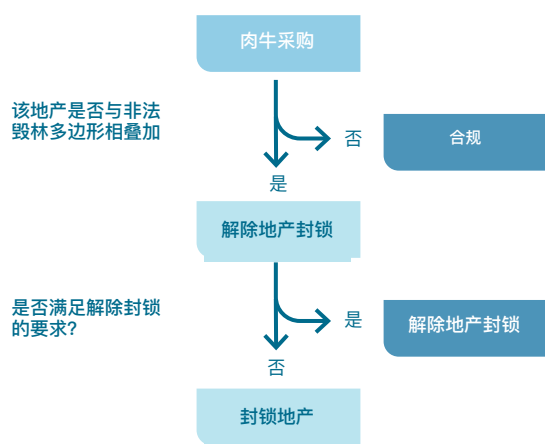 肉牛采购
该地产是否与非法
毁林多边形相叠加
否
合规
是
解除地产封锁
是否满足解除封锁
的要求？
是
解除地产封锁
否
封锁地产